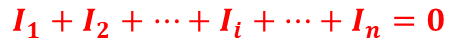 I₁ + I₂ + ⋯ + Iᵢ + ⋯ + Iₙ = 0